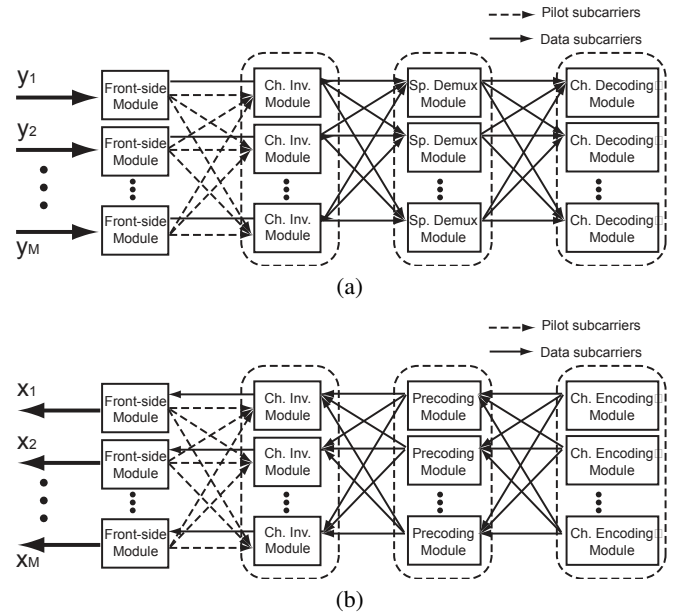 Pilot subcarriers
Data subcarriers
y1
Front-side Module
Ch. Inv. Module
Sp. Demux Module
Ch. Decoding Module
y2
Front-side Module
Ch. Inv. Module
Sp. Demux Module
Ch. Decoding Module
yM
Front-side Module
Ch. Inv. Module
Sp. Demux Module
Ch. Decoding Module
(a)
Pilot subcarriers
Data subcarriers
x1
Front-side Module
Ch. Inv. Module
Precoding Module
Ch. Encoding Module
x2
Front-side Module
Ch. Inv. Module
Precoding Module
Ch. Encoding Module
xM
Front-side Module
Ch. Inv. Module
Precoding Module
Ch. Encoding Module
(b)